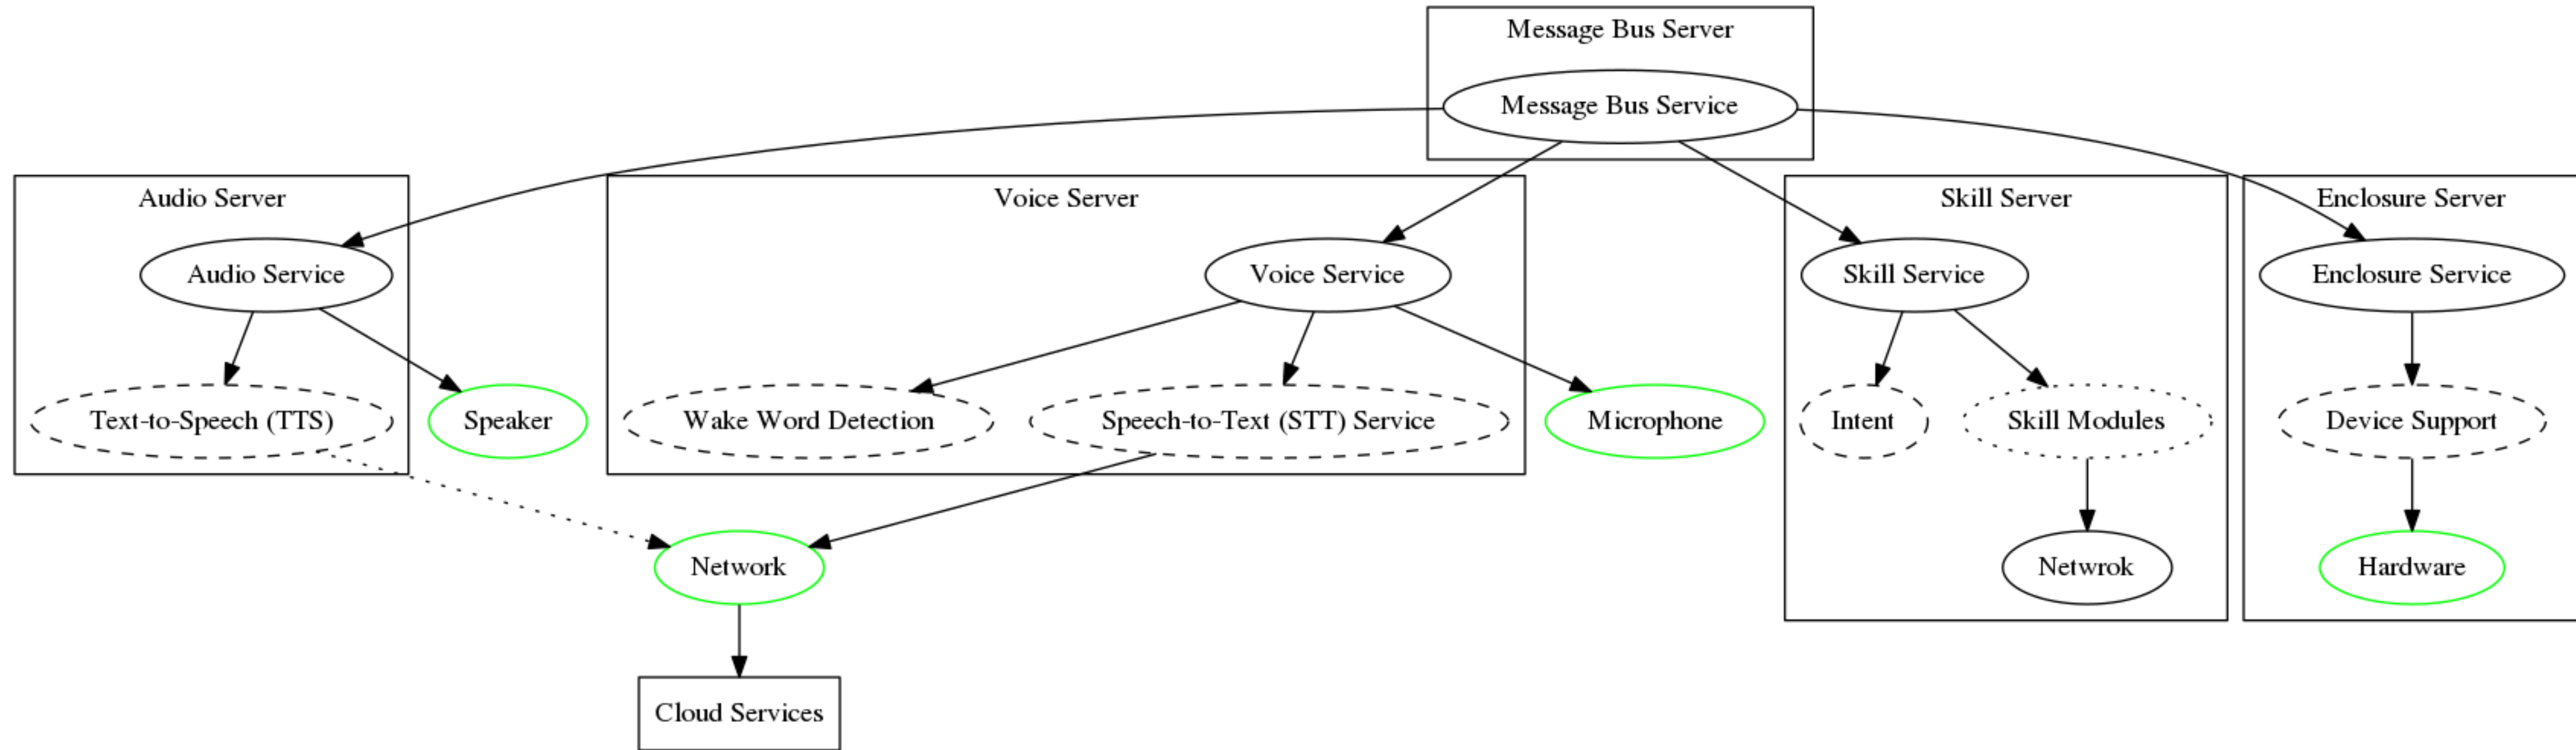 Message Bus Server
Message Bus Service
Audio Server
Voice Server
Skill Server
Enclosure Server
Audio Service
Voice Service
Skill Service
Enclosure Service
Text-to-Speech (TTS)
Speaker
Wake Word Detection
Speech-to-Text (STT) Service
Microphone
Intent
Skill Modules
Device Support
Network
Netwrok
Hardware
Cloud Services